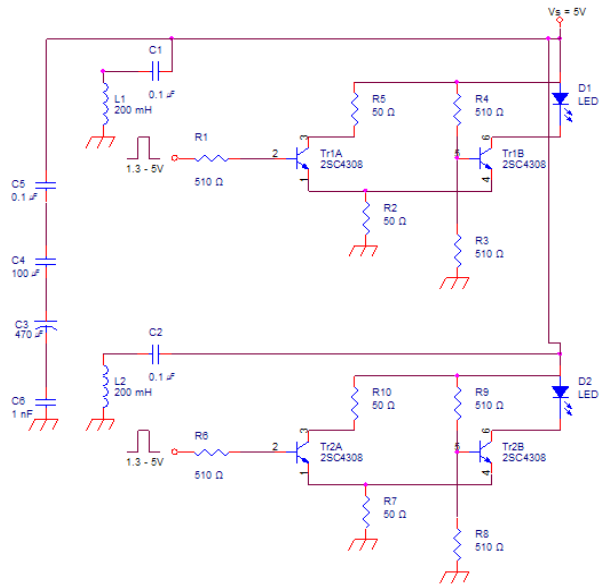 Vs = 5V
C1
0.1 µF
L1
200 mH
D1
LED
R5
50 Ω
R4
510 Ω
R1
510 Ω
1.3 - 5V
2
3
1
Tr1A
2SC4308
5
6
4
Tr1B
2SC4308
C5
0.1 µF
R2
50 Ω
R3
510 Ω
C4
100 µF
C3
470 µF
C2
0.1 µF
L2
200 mH
C6
1 nF
D2
LED
R10
50 Ω
R9
510 Ω
R6
510 Ω
1.3 - 5V
2
3
1
Tr2A
2SC4308
5
6
4
Tr2B
2SC4308
R7
50 Ω
R8
510 Ω